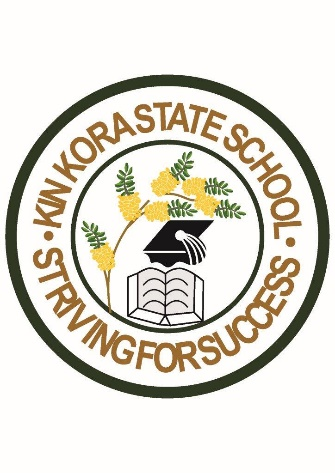 KIN KORA STATE SCHOOL
STRIVING FOR SUCCESS